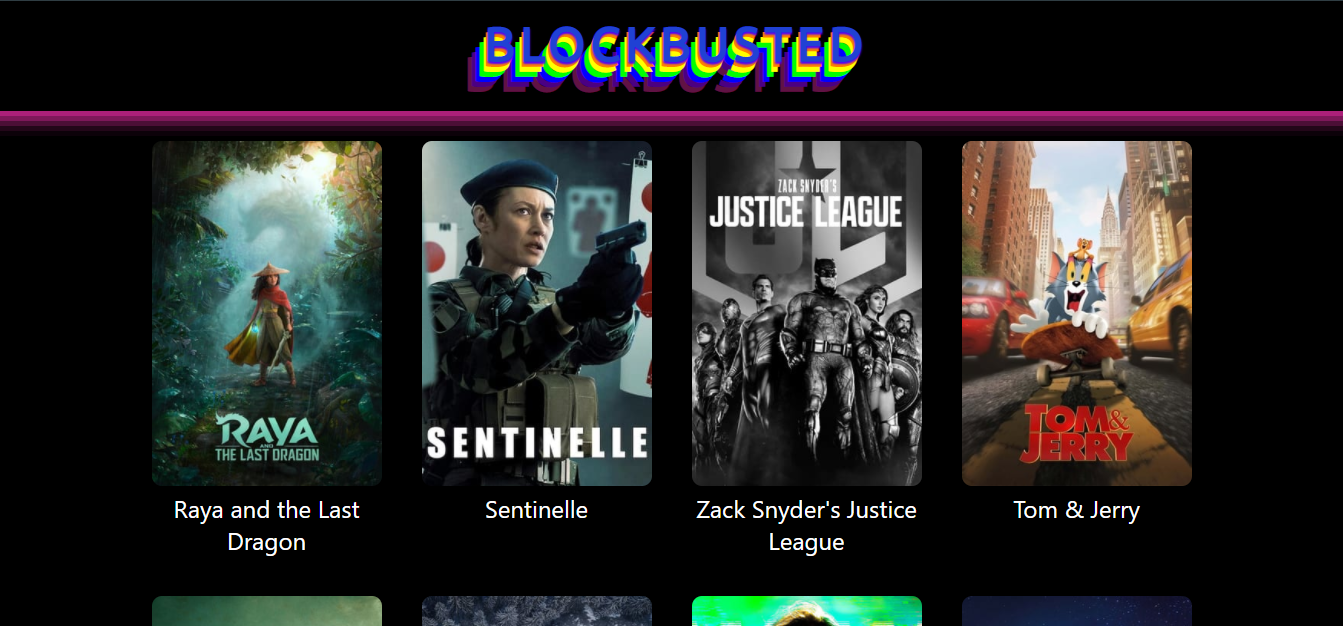 BLOCKBUSTED
RAYA
AND
THE LAST DRAGON
SENTINELLE
ZACK SNYDER'S
JUSTICE LEAGUE
TOM&
JERRY
Raya and the Last
Dragon
Sentinelle
Zack Snyder's Justice
League
Tom & Jerry